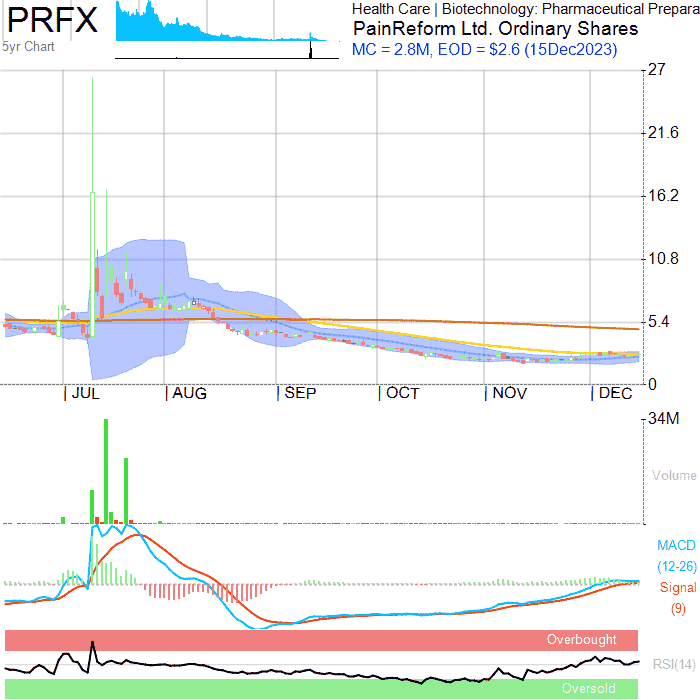 PRFX
5yr Chart
Health Care | Biotechnology: Pharmaceutical Prepara
PainReform Ltd. Ordinary Shares
MC = 2.8M, EOD = $2.6 (15Dec2023)
27
21.6
16.2
10.8
5.4
0
JUL AUG SEP OCT NOV DEC
34M
Volume
MACD
(12-26)
Signal
(9)
Overbought
RSI(14)
Oversold